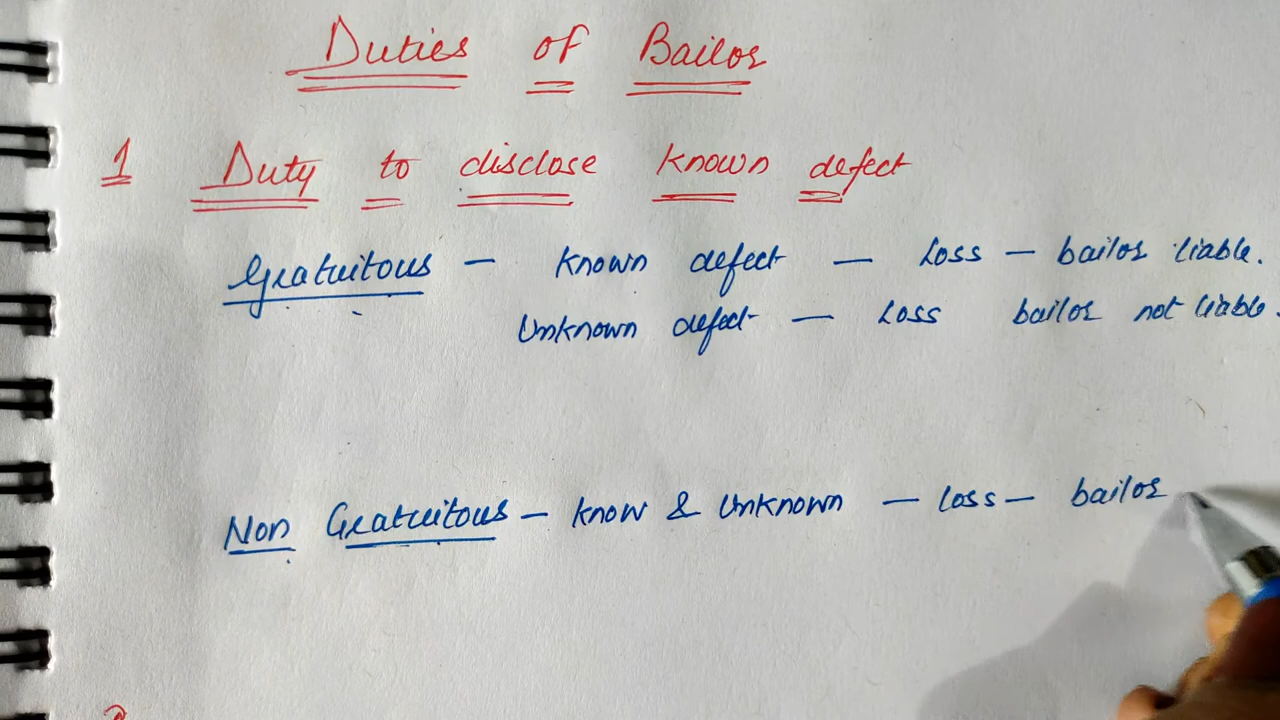 Duties of Bailor
1 Duty to disclose known defect
Gratuitous - Known defect - Loss - bailor liable.
Unknown defect - Loss bailor not liable.
Non Gratuitous - know & Unknown - Loss - bailor